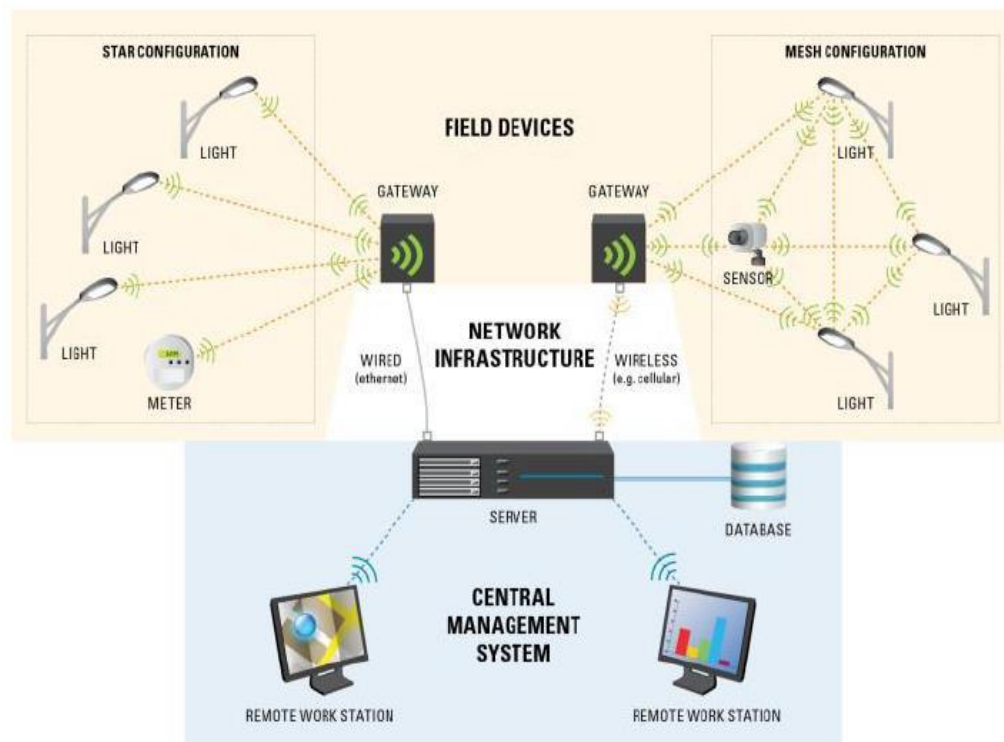 STAR CONFIGURATION
MESH CONFIGURATION
LIGHT
FIELD DEVICES
LIGHT
GATEWAY
GATEWAY
LIGHT
SENSOR
LIGHT
LIGHT
METER
WIRED
(ethernet)
NETWORK
INFRASTRUCTURE
WIRELESS
(e.g. cellular)
LIGHT
SERVER
DATABASE
CENTRAL
MANAGEMENT
SYSTEM
REMOTE WORK STATION
REMOTE WORK STATION